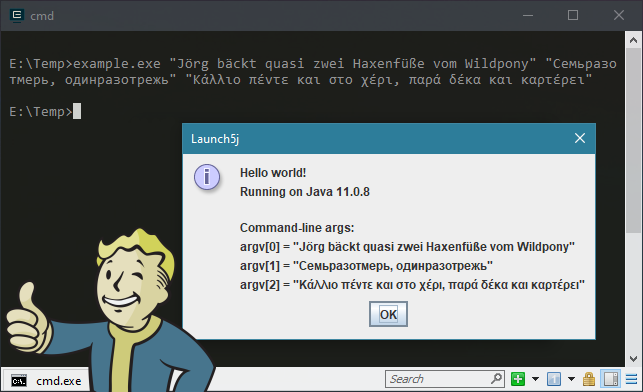 cmd
E:\Temp>example.exe "Jörg bäckt quasi zwei Haxenfüße vom Wildpony" "Семьразо
тмерь, одинразотрежь" "Κάλλιο πέντε και στο χέρι, παρά δέκα και καρτέρει"
E:\Temp>
Launch5j
Hello world!
Running on Java 11.0.8
Command-line args:
argv[0] = "Jörg bäckt quasi zwei Haxenfüße vom Wildpony"
argv[1] = "Семьразотмерь, одинразотрежь"
argv[2] = "Κάλλιο πέντε και στο χέρι, παρά δέκα και καρτέρει"
OK
cmd.exe
Search